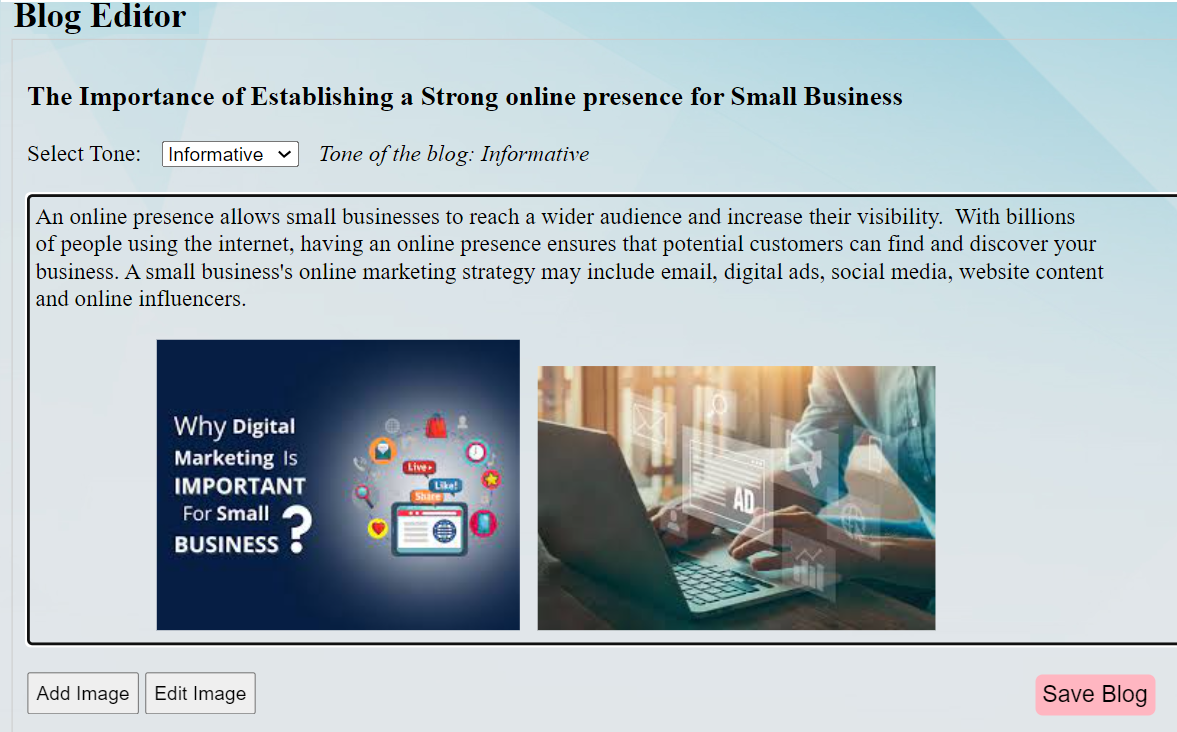 Blog Editor
The Importance of Establishing a Strong online presence for Small Business
Select Tone: Informative Tone of the blog: Informative
An online presence allows small businesses to reach a wider audience and increase their visibility.  With billions
of people using the internet, having an online presence ensures that potential customers can find and discover your
business. A small business's online marketing strategy may include email, digital ads, social media, website content
and online influencers.
Why Digital
Marketing Is
IMPORTANT
For Small
BUSINESS ?
Live
Like!
Share
AD
Add Image Edit Image Save Blog